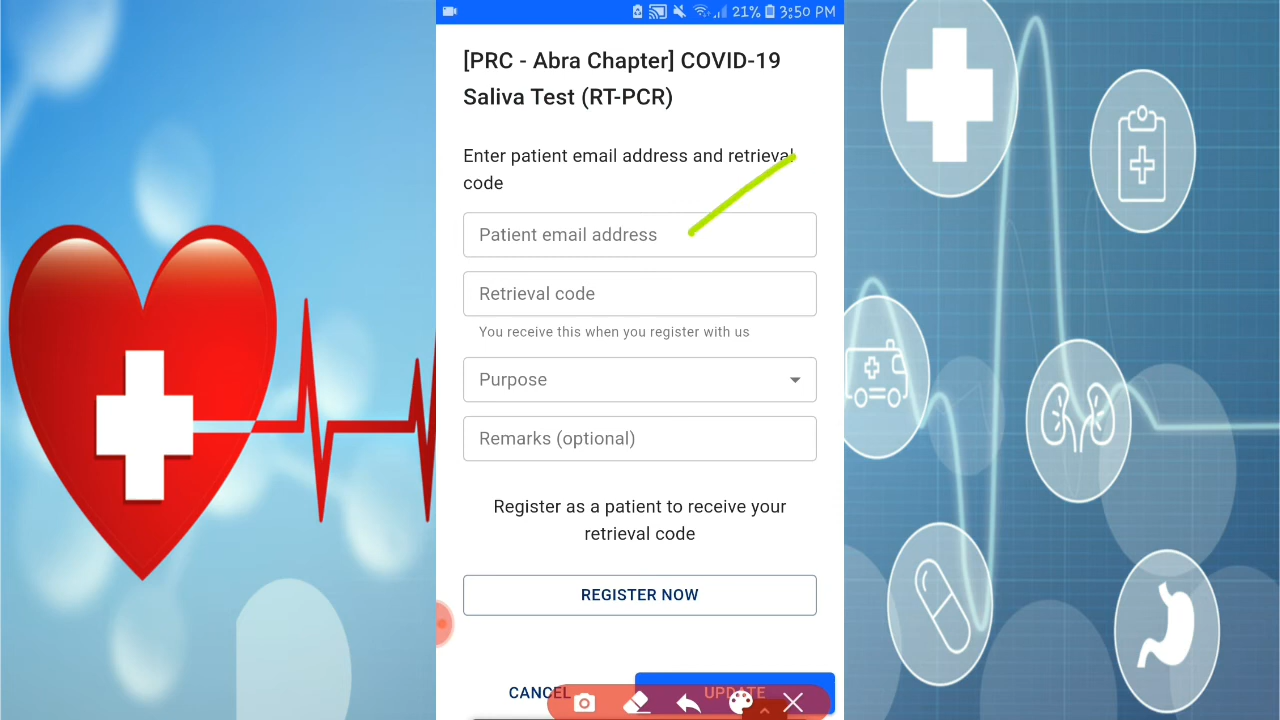 21% 3:50 PM
[PRC - Abra Chapter] COVID-19
Saliva Test (RT-PCR)
Enter patient email address and retrieval
code
Patient email address
Retrieval code
You receive this when you register with us
Purpose
Remarks (optional)
Register as a patient to receive your
retrieval code
REGISTER NOW
CANCEL UPDATE